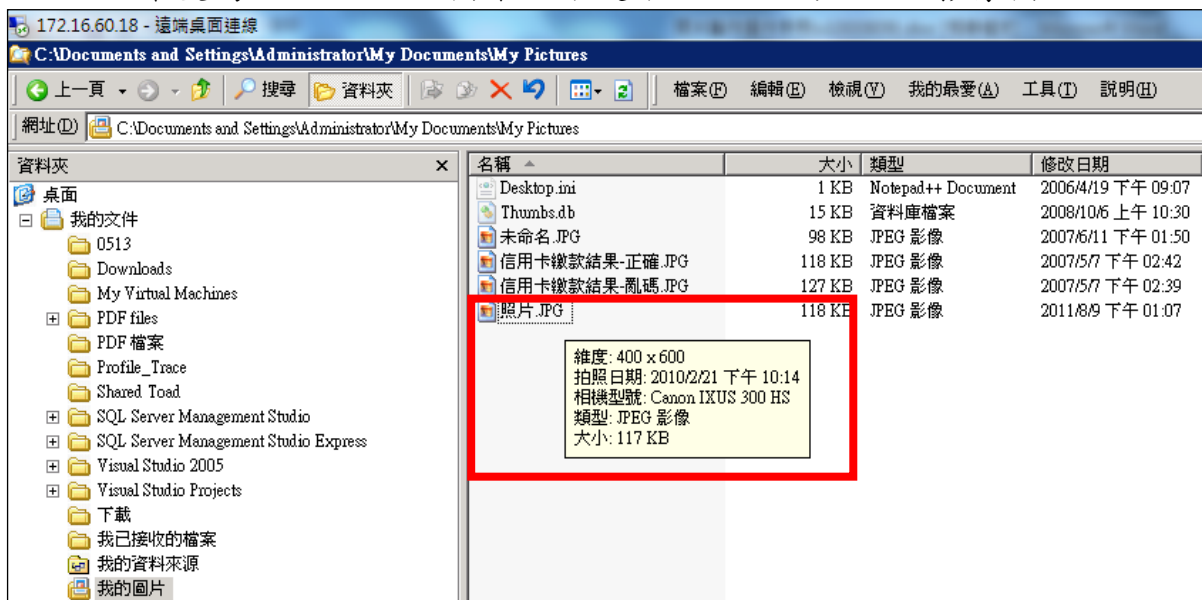 172.16.60.18 - 遠端桌面連線
C:\Documents and Settings\Administrator\My Documents\My Pictures
上一頁 搜尋 資料夾 檔案(F) 編輯(E) 檢視(V) 我的最愛(A) 工具(T) 說明(H)
網址(D) C:\Documents and Settings\Administrator\My Documents\My Pictures
資料夾 x
桌面
我的文件
0513
Downloads
My Virtual Machines
PDF files
PDF 檔案
Profile_Trace
Shared Toad
SQL Server Management Studio
SQL Server Management Studio Express
Visual Studio 2005
Visual Studio Projects
下載
我已接收的檔案
我的資料來源
我的圖片
名稱 大小 類型 修改日期
Desktop.ini 1 KB Notepad++ Document 2006/4/19 下午 09:07
Thumbs.db 15 KB 資料庫檔案 2008/10/6 上午 10:30
未命名.JPG 98 KB JPEG 影像 2007/6/11 下午 01:50
信用卡繳款結果-正確.JPG 118 KB JPEG 影像 2007/5/7 下午 02:42
信用卡繳款結果-亂碼.JPG 127 KB JPEG 影像 2007/5/7 下午 02:39
照片.JPG 118 KB JPEG 影像 2011/8/9 下午 01:07
維度: 400 x 600
拍照日期: 2010/2/21 下午 10:14
相機型號: Canon IXUS 300 HS
類型: JPEG 影像
大小: 117 KB